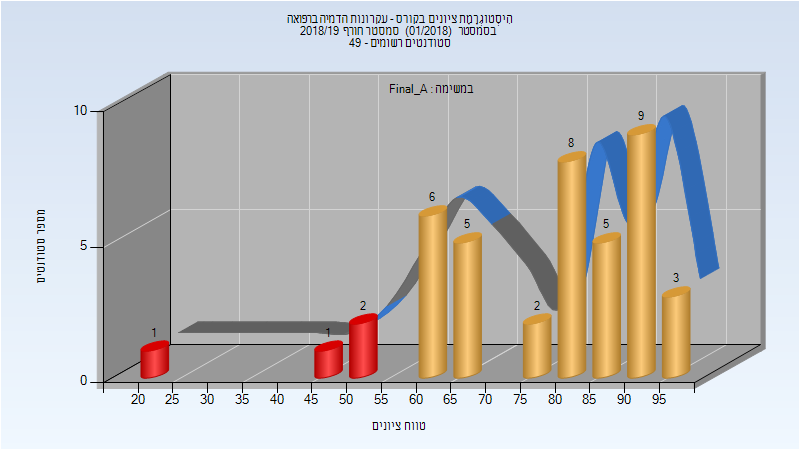 היסטוגרמת ציונים בקורס - עקרונות הדמיה ברפואה
בסמסטר (01/2018) סמסטר חורף 2018/19
סטודנטים רשומים - 49
במשימה : Final_A
10
5
0
מספר סטודנטים
1
1
2
6
5
2
8
5
9
3
20 25 30 35 40 45 50 55 60 65 70 75 80 85 90 95
טווח ציונים